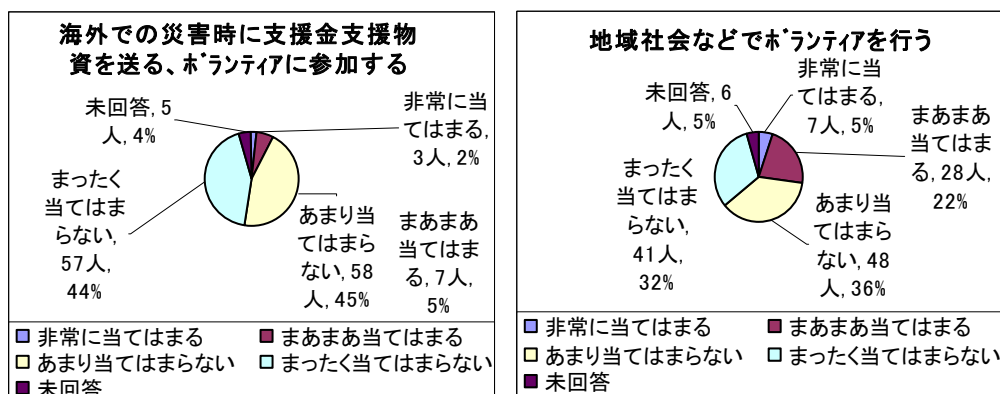 海外での災害時に支援金支援物
資を送る、ボランティアに参加する
未回答, 5
人, 4%
非常に当
てはまる,
3人, 2%
まったく
当てはま
らない,
57人,
44%
あまり当
てはまら
ない, 58
人, 45%
まあまあ
当てはま
る, 7人,
5%
非常に当てはまる
まあまあ当てはまる
あまり当てはまらない
まったく当てはまらない
未回答
地域社会などでボランティアを行う
未回答, 6
人, 5%
非常に当
てはまる,
7人, 5%
まあまあ
当てはま
る, 28人,
22%
まったく
当てはま
らない,
41人,
32%
あまり当
てはまら
ない, 48
人, 36%
非常に当てはまる
まあまあ当てはまる
あまり当てはまらない
まったく当てはまらない
未回答